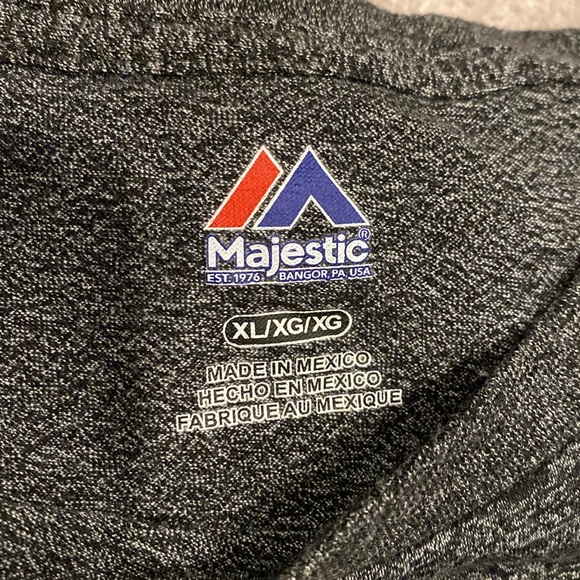 Majestic®
EST. 1976 BANGOR, PA, USA
XL/XG/XG
MADE IN MEXICO
HECHO EN MEXICO
FABRIQUE AU MEXIQUE